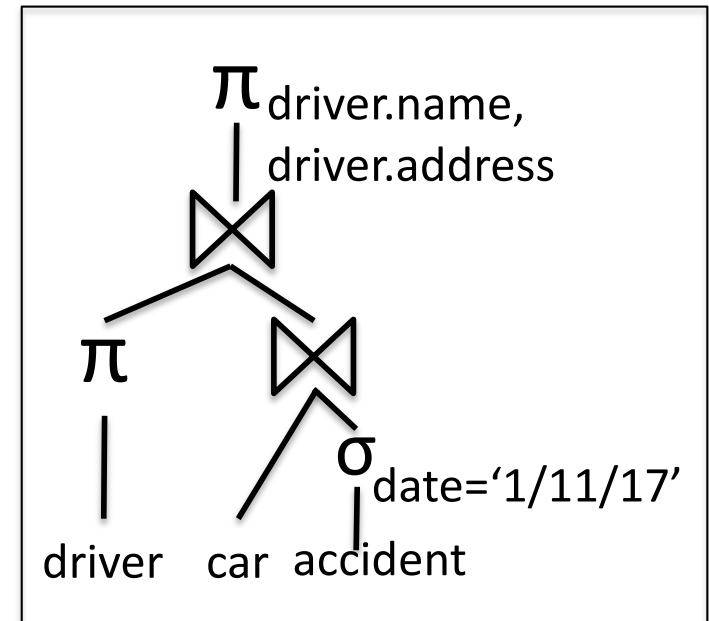 π driver.name,
driver.address
⋈
π ⋈
σ date=‘1/11/17’
driver car accident